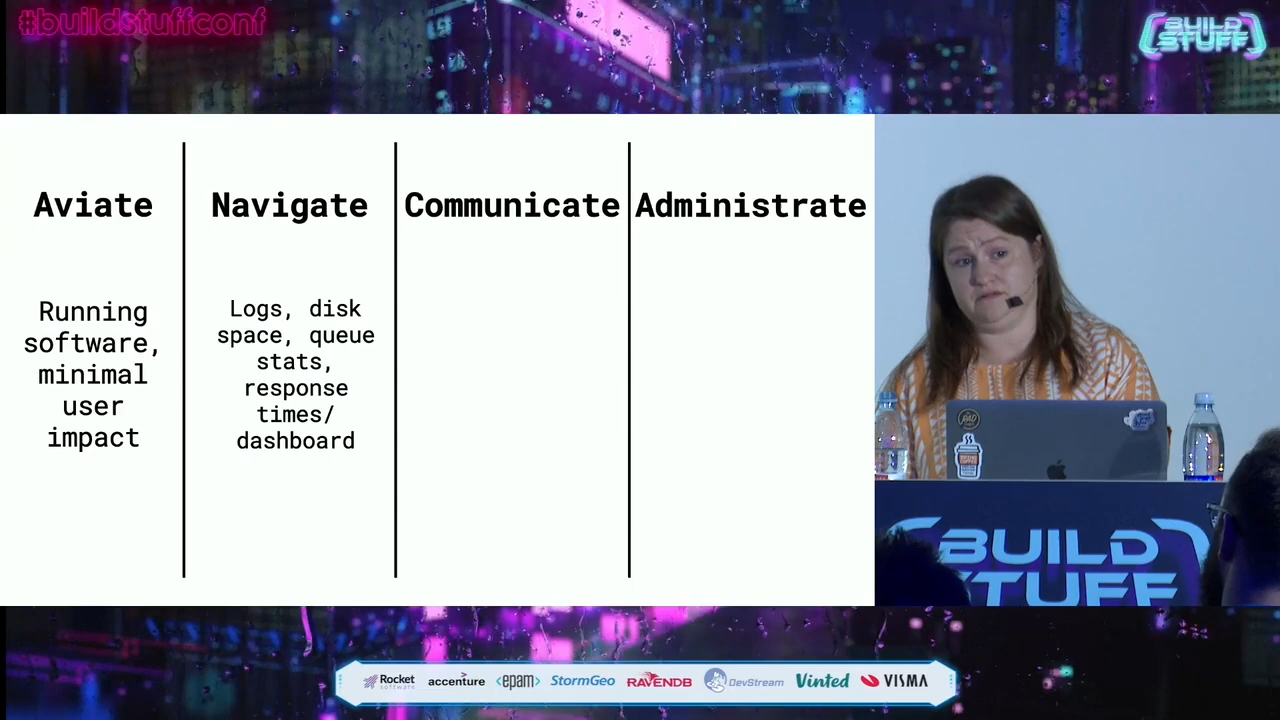 #buildstuffconf
BUILD
STUFF
Aviate
Navigate
Communicate
Administrate
Running
software,
minimal
user
impact
Logs, disk
space, queue
stats,
response
times/
dashboard
BUILD
STUFF
Rocket
software
accenture
<epam>
StormGeo
RAVENDB
DevStream
Vinted
VISMA